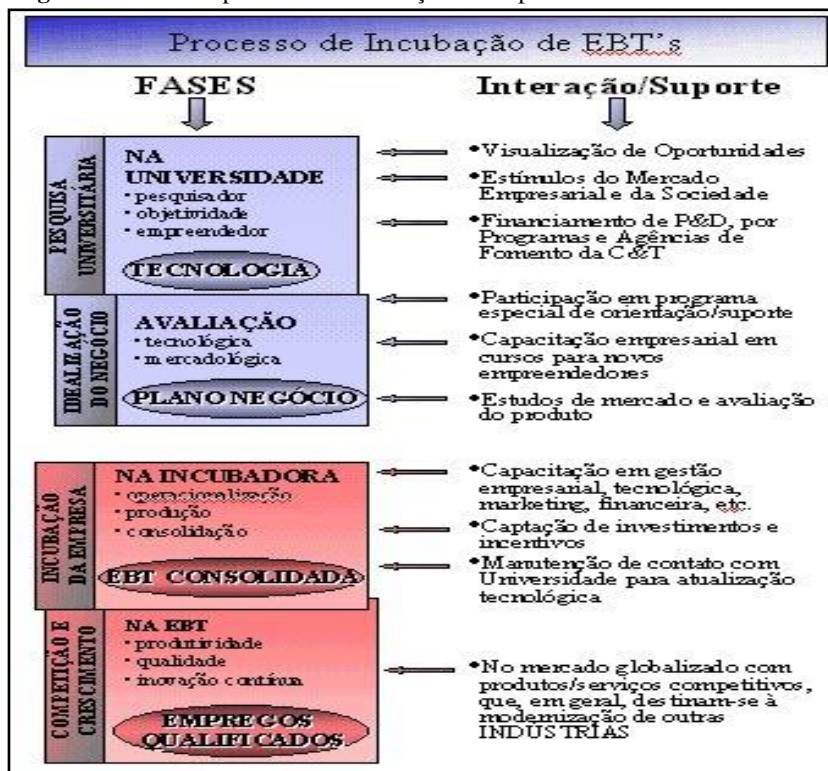 Processo de Incubação de EBT's
FASES
Interação/Suporte
PESQUISA
UNIVERSITÁRIA
NA
UNIVERSIDADE
• pesquisador
• objetividade
• empreendedor
TECNOLOGIA
•Visualização de Oportunidades
•Estímulos do Mercado
Empresarial e da Sociedade
•Financiamento de P&D, por
Programas e Agências de
Fomento da C&T
IDEALIZAÇÃO
DO NEGÓCIO
AVALIAÇÃO
• tecnológica
• mercadológica
PLANO NEGÓCIO
•Participação em programa
especial de orientação/suporte
•Capacitação empresarial em
cursos para novos
empreendedores
•Estudos de mercado e avaliação
do produto
INCUBAÇÃO
DA EMPRESA
NA INCUBADORA
• operacionalização
• produção
• consolidação
EBT CONSOLIDADA
•Capacitação em gestão
empresarial, tecnológica,
marketing, financeira, etc.
•Captação de investimentos e
incentivos
•Manutenção de contato com
Universidade para atualização
tecnológica
COMPETIÇÃO E
CRESCIMENTO
NA EBT
• produtividade
• qualidade
• inovação contínua
EMPREGOS
QUALIFICADOS
•No mercado globalizado com
produtos/serviços competitivos,
que, em geral, destinam-se à
modernização de outras
INDÚSTRIAS